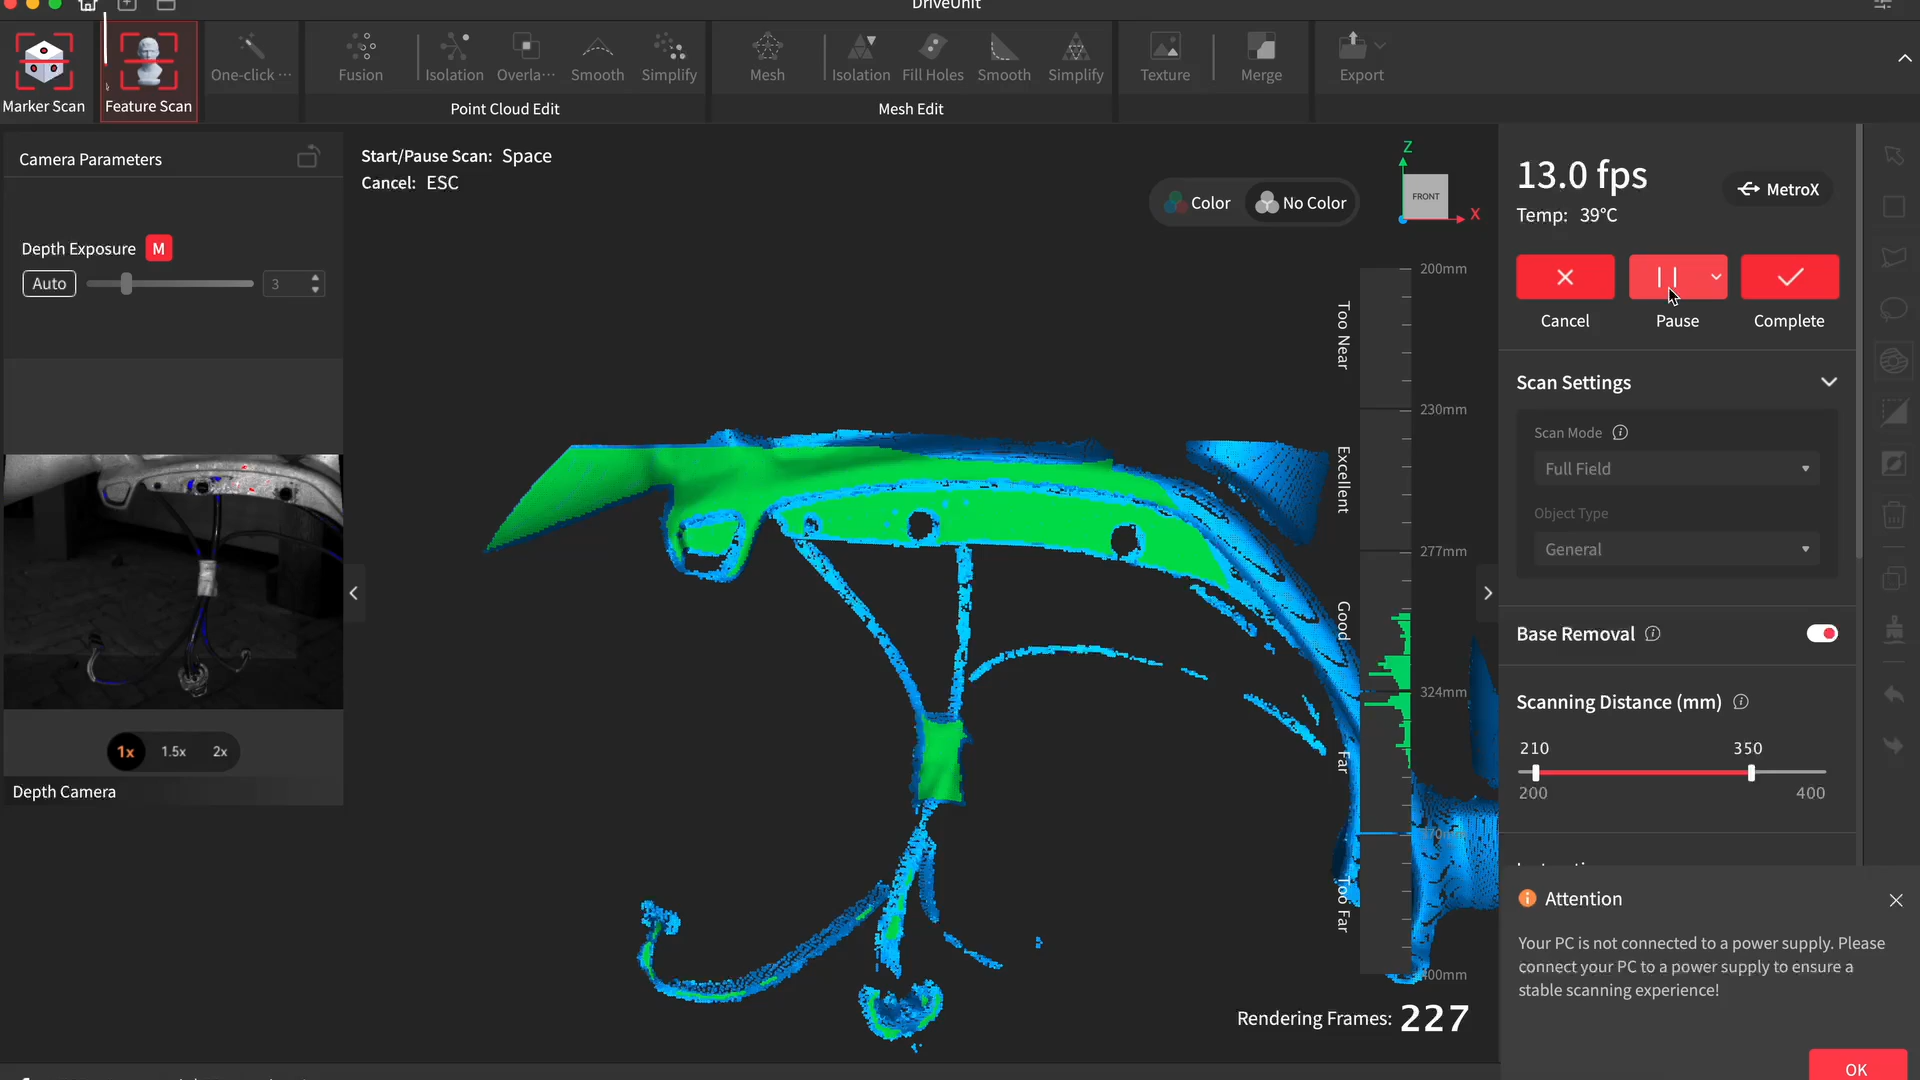 DriveUnit
Marker Scan
Feature Scan
One-click ···
Fusion
Isolation
Overla···
Smooth
Simplify
Point Cloud Edit
Mesh
Isolation
Fill Holes
Smooth
Simplify
Mesh Edit
Texture
Merge
Export
Camera Parameters
Depth Exposure M
Auto
3
1x 1.5x 2x
Depth Camera
Start/Pause Scan: Space
Cancel: ESC
Color
No Color
Z
FRONT
X
200mm
Too Near
230mm
Excellent
277mm
Good
324mm
Far
370mm
Too Far
400mm
Rendering Frames: 227
13.0 fps
MetroX
Temp: 39°C
Cancel
Pause
Complete
Scan Settings
Scan Mode
Full Field
Object Type
General
Base Removal
Scanning Distance (mm)
210 350
200 400
Attention
Your PC is not connected to a power supply. Please
connect your PC to a power supply to ensure a
stable scanning experience!
OK